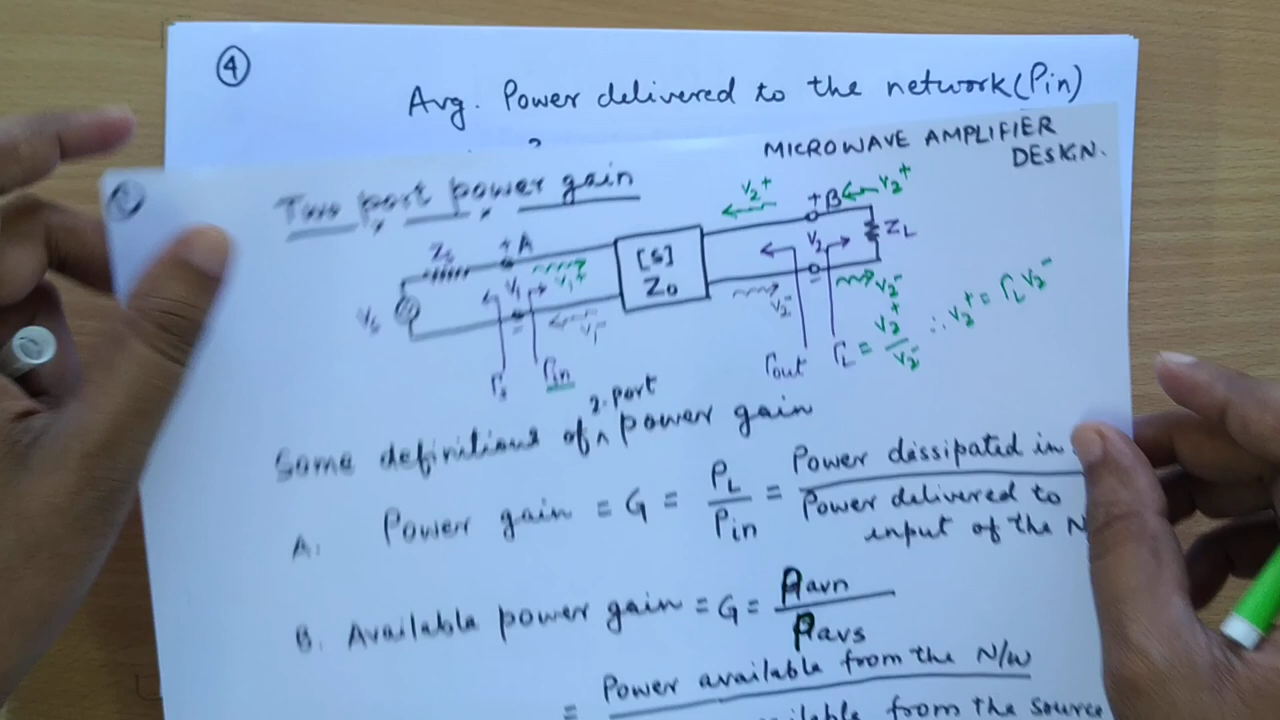 4
Avg. Power delivered to the network (Pin)
MICROWAVE AMPLIFIER
DESIGN.
Two port power gain
Zs +A [S] Z0 V2+ +B V2+ ZL
Vs V1 V1+ V1- V2- V2 V2-
Γs Γin Γout ΓL = V2+/V2- ∴ V2+ = ΓL V2-
Some definitions of 2-port power gain
A. Power gain = G = PL/Pin = Power dissipated in
Power delivered to
input of the N
B. Available power gain = G = Pavn/Pavs
= Power available from the N/W
from the source